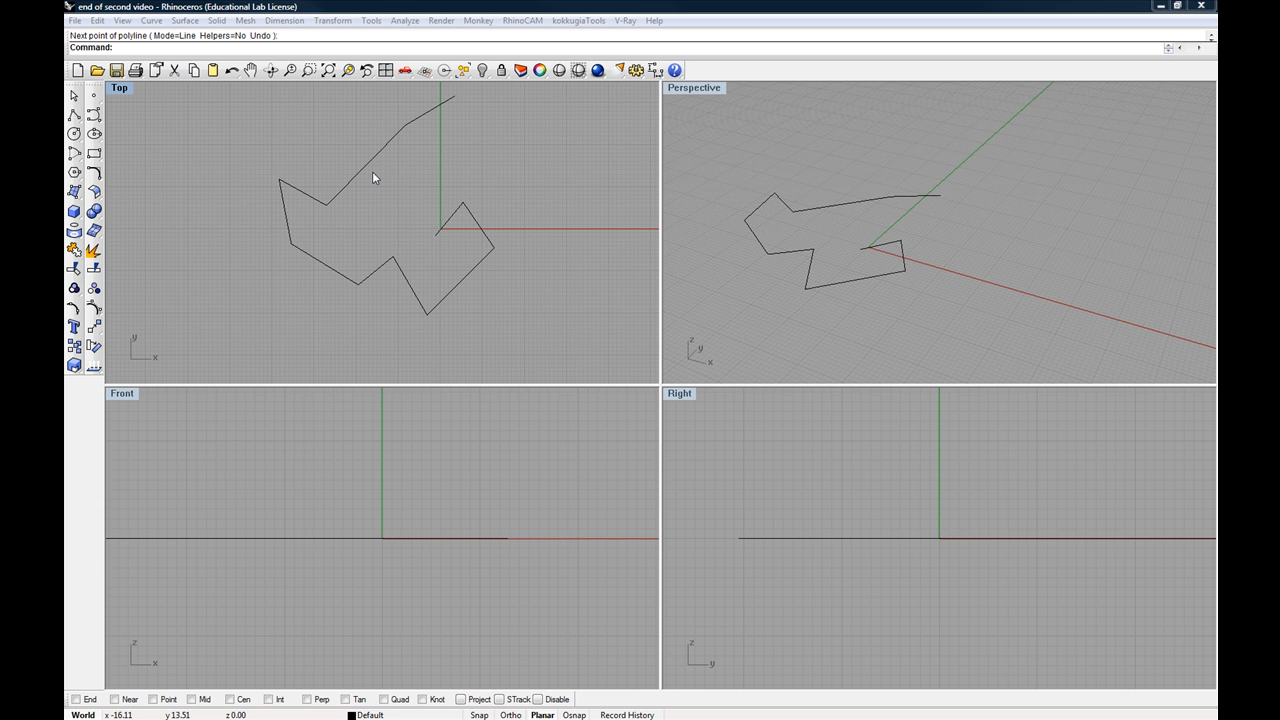 end of second video - Rhinoceros (Educational Lab License)
File Edit View Curve Surface Solid Mesh Dimension Transform Tools Analyze Render Monkey RhinoCAM kokkugiaTools V-Ray Help
Next point of polyline ( Mode=Line Helpers=No Undo ):
Command:
Top
Perspective
y
x
z
y
x
Front
Right
z
x
z
y
End Near Point Mid Cen Int Perp Tan Quad Knot Project STrack Disable
World x -16.11 y 13.51 z 0.00 Default Snap Ortho Planar Osnap Record History